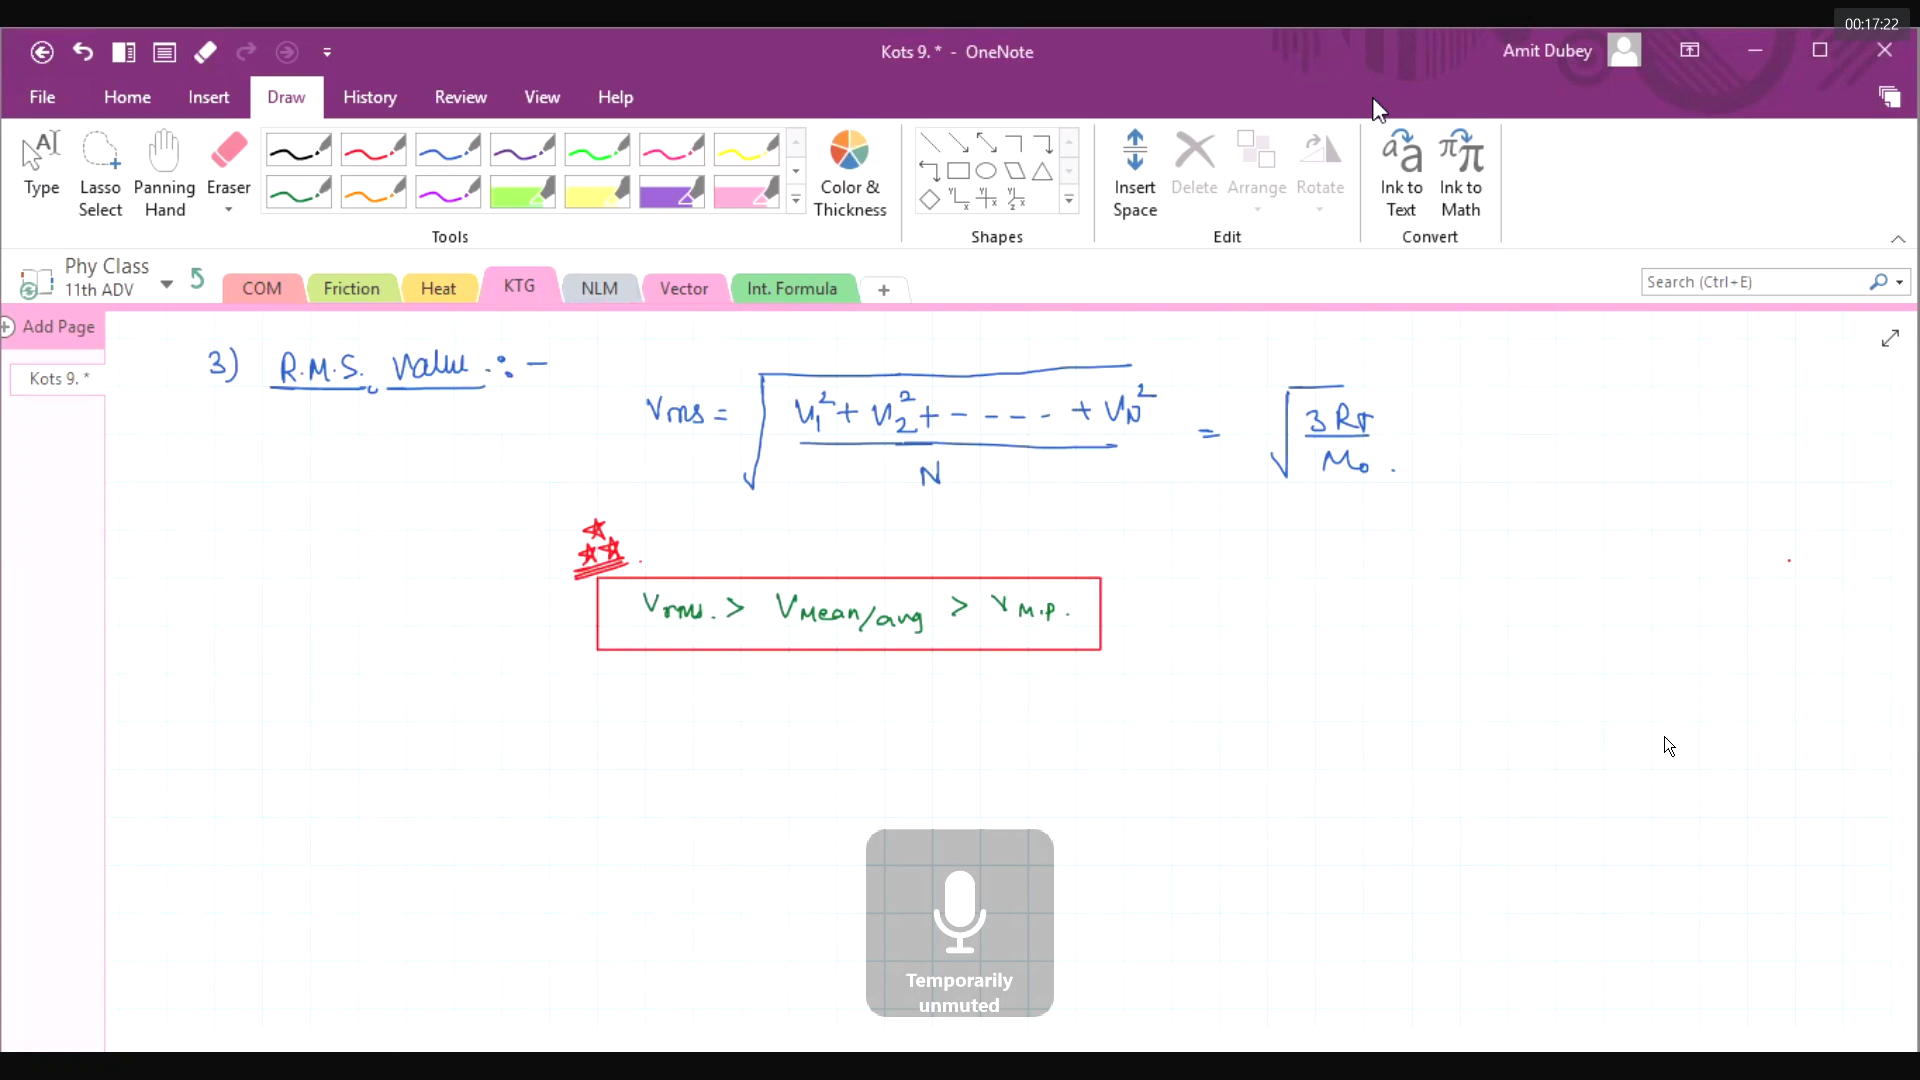 00:17:22
Kots 9. * - OneNote
Amit Dubey
File Home Insert Draw History Review View Help
Type
Lasso Select
Panning Hand
Eraser
Color & Thickness
Insert Space
Delete
Arrange
Rotate
Ink to Text
Ink to Math
Tools
Shapes
Edit
Convert
Phy Class
11th ADV
COM Friction Heat KTG NLM Vector Int. Formula +
Search (Ctrl+E)
Add Page
Kots 9. *
3) R.M.S. Value :-
Vrms = √((V₁² + V₂² + - - - - + V_N²)/N) = √(3RT/M₀).
Vrms. > VMean/avg > VM.P.
Temporarily
unmuted